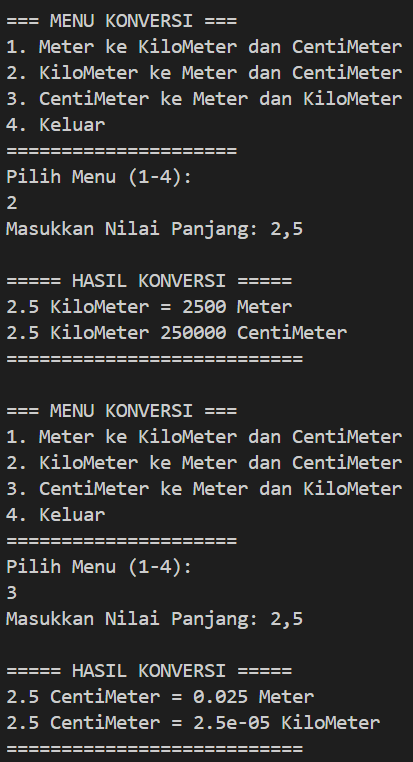 === MENU KONVERSI ===
1. Meter ke KiloMeter dan CentiMeter
2. KiloMeter ke Meter dan CentiMeter
3. CentiMeter ke Meter dan KiloMeter
4. Keluar
=====================
Pilih Menu (1-4):
2
Masukkan Nilai Panjang: 2,5

===== HASIL KONVERSI =====
2.5 KiloMeter = 2500 Meter
2.5 KiloMeter 250000 CentiMeter
===========================

=== MENU KONVERSI ===
1. Meter ke KiloMeter dan CentiMeter
2. KiloMeter ke Meter dan CentiMeter
3. CentiMeter ke Meter dan KiloMeter
4. Keluar
=====================
Pilih Menu (1-4):
3
Masukkan Nilai Panjang: 2,5

===== HASIL KONVERSI =====
2.5 CentiMeter = 0.025 Meter
2.5 CentiMeter = 2.5e-05 KiloMeter
===========================